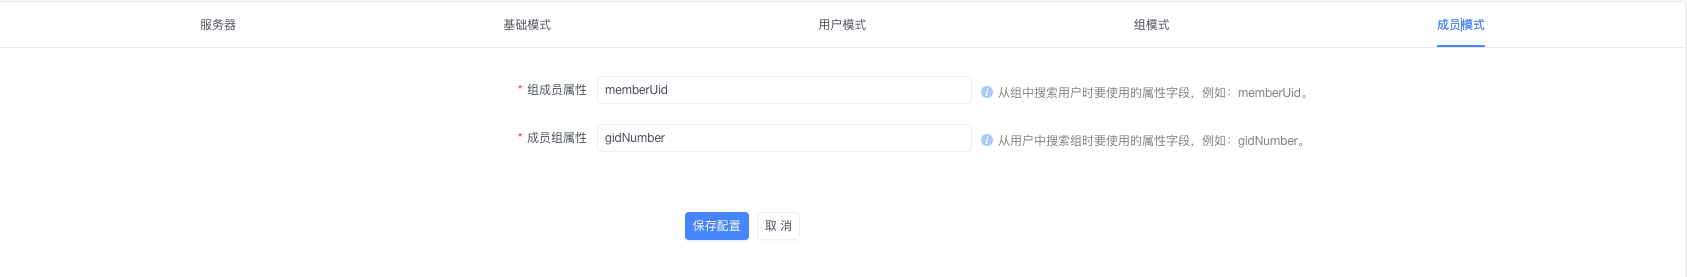 服务器 基础模式 用户模式 组模式 成员模式
* 组成员属性 memberUid 从组中搜索用户时要使用的属性字段，例如：memberUid。
* 成员组属性 gidNumber 从用户中搜索组时要使用的属性字段，例如：gidNumber。
保存配置 取 消